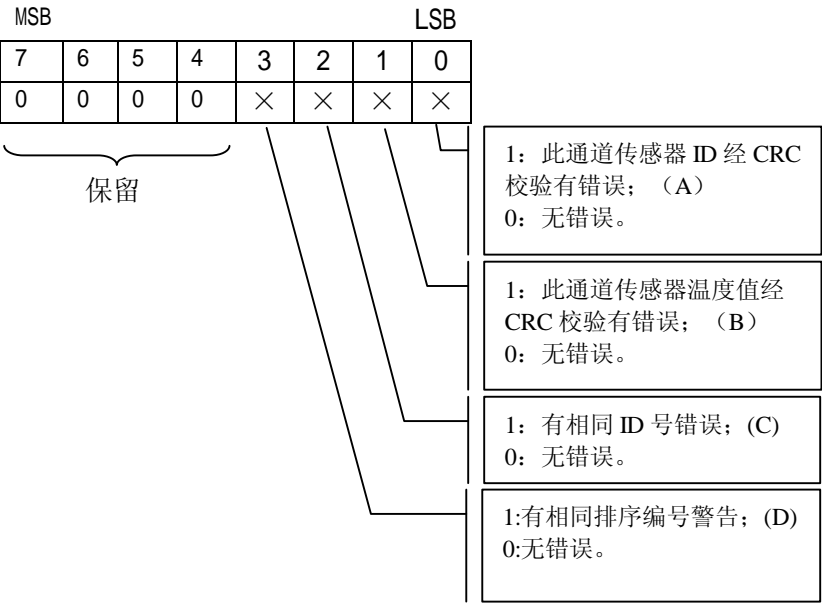 MSB LSB
7 6 5 4 3 2 1 0
0 0 0 0 × × × ×
保留
1：此通道传感器 ID 经 CRC
校验有错误；（A）
0：无错误。
1：此通道传感器温度值经
CRC 校验有错误；（B）
0：无错误。
1：有相同 ID 号错误；(C)
0：无错误。
1:有相同排序编号警告；(D)
0:无错误。